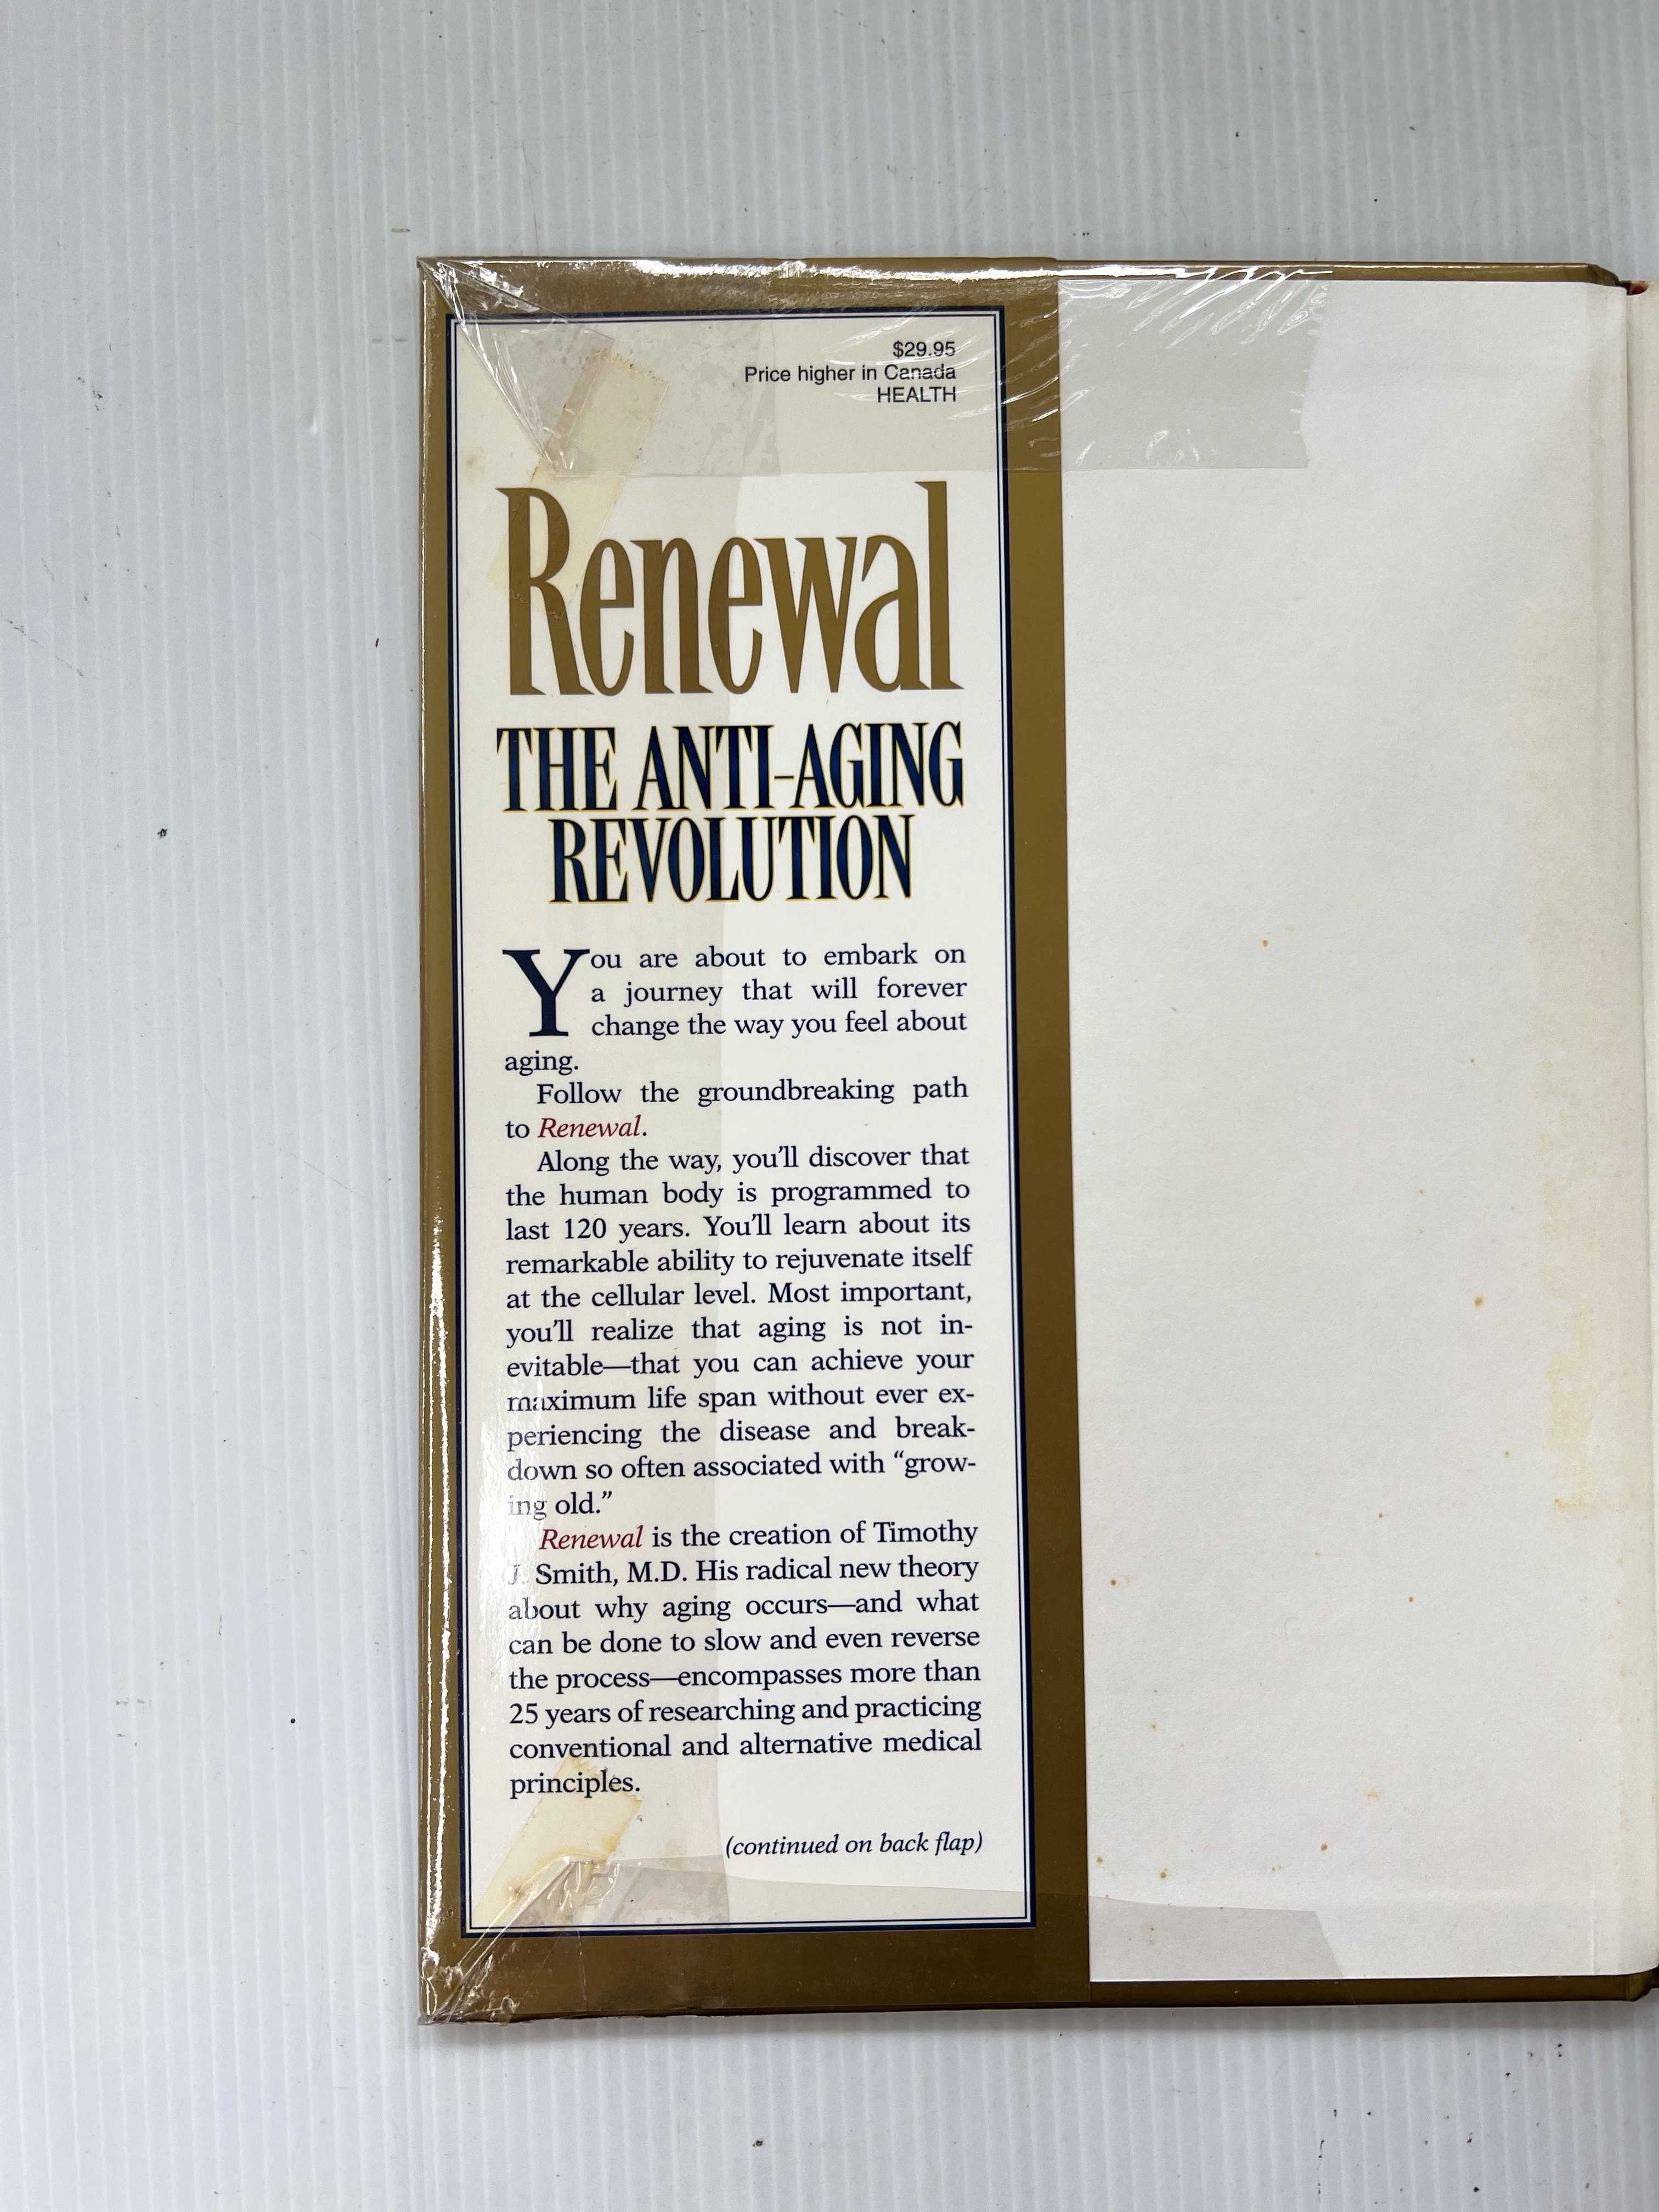 $29.95
Price higher in Canada
HEALTH
Renewal
THE ANTI-AGING
REVOLUTION
You are about to embark on
a journey that will forever
change the way you feel about
aging.
Follow the groundbreaking path
to Renewal.
Along the way, you'll discover that
the human body is programmed to
last 120 years. You'll learn about its
remarkable ability to rejuvenate itself
at the cellular level. Most important,
you'll realize that aging is not in-
evitable—that you can achieve your
maximum life span without ever ex-
periencing the disease and break-
down so often associated with “grow-
ing old.”
Renewal is the creation of Timothy
J. Smith, M.D. His radical new theory
about why aging occurs—and what
can be done to slow and even reverse
the process—encompasses more than
25 years of researching and practicing
conventional and alternative medical
principles.
(continued on back flap)